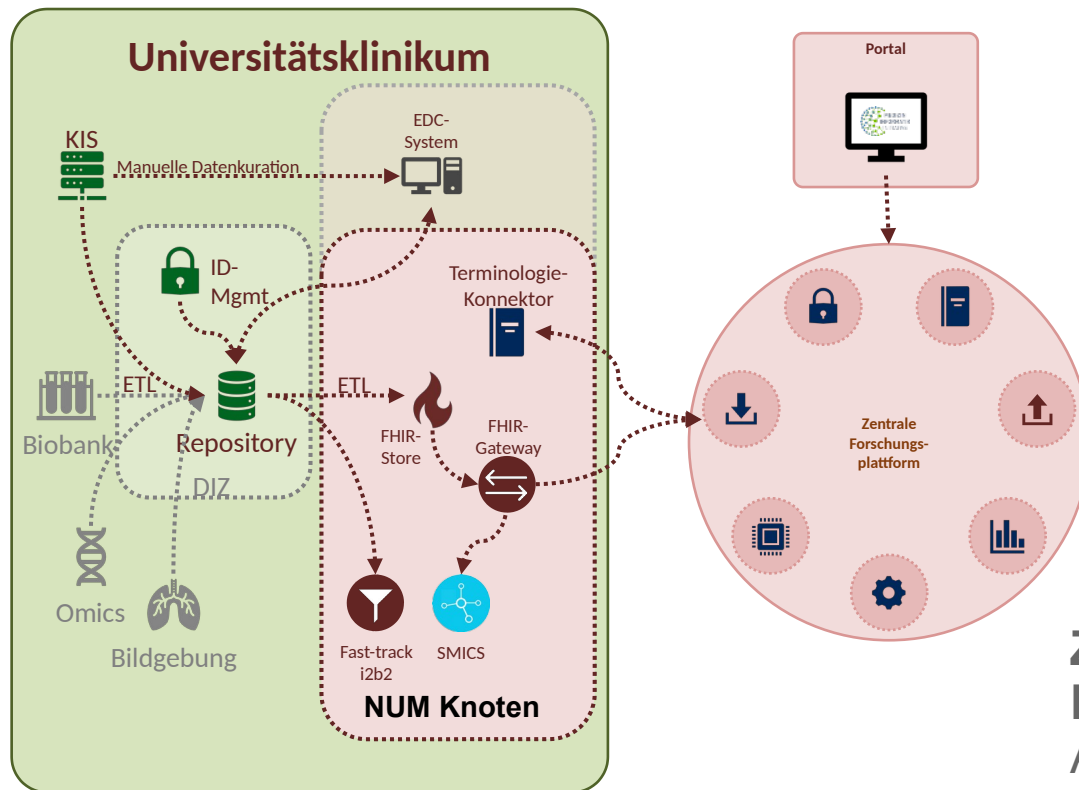 Universitätsklinikum
Portal
KIS
Manuelle Datenkuration
EDC-
System
ID-
Mgmt
Terminologie-
Konnektor
ETL
ETL
Biobank
Repository
FHIR-
Store
FHIR-
Gateway
DIZ
Zentrale
Forschungs-
plattform
Omics
Bildgebung
Fast-track
i2b2
SMICS
NUM Knoten